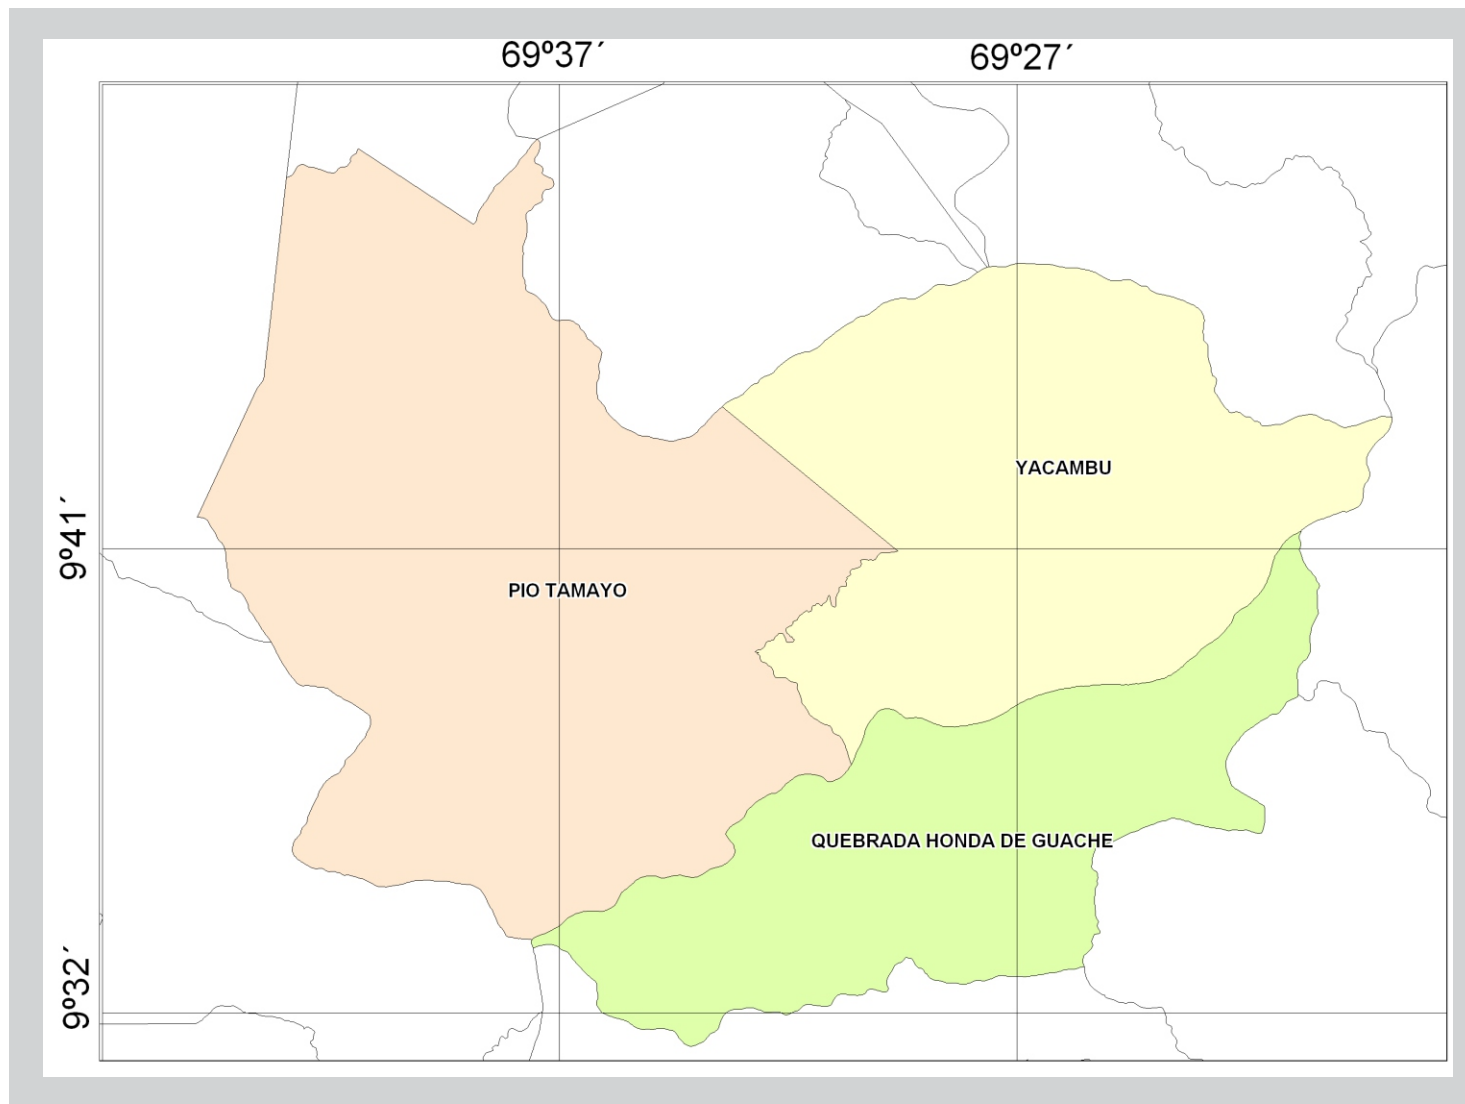 69º37´
69º27´
YACAMBU
9º41´
PIO TAMAYO
QUEBRADA HONDA DE GUACHE
9º32´